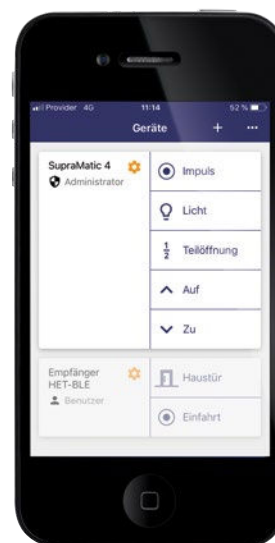 Provider 4G 11:14 52 %
Geräte + ...
SupraMatic 4
Administrator
Impuls
Licht
1/2 Teilöffnung
Auf
Zu
Empfänger
HET-BLE
Benutzer
Haustür
Einfahrt